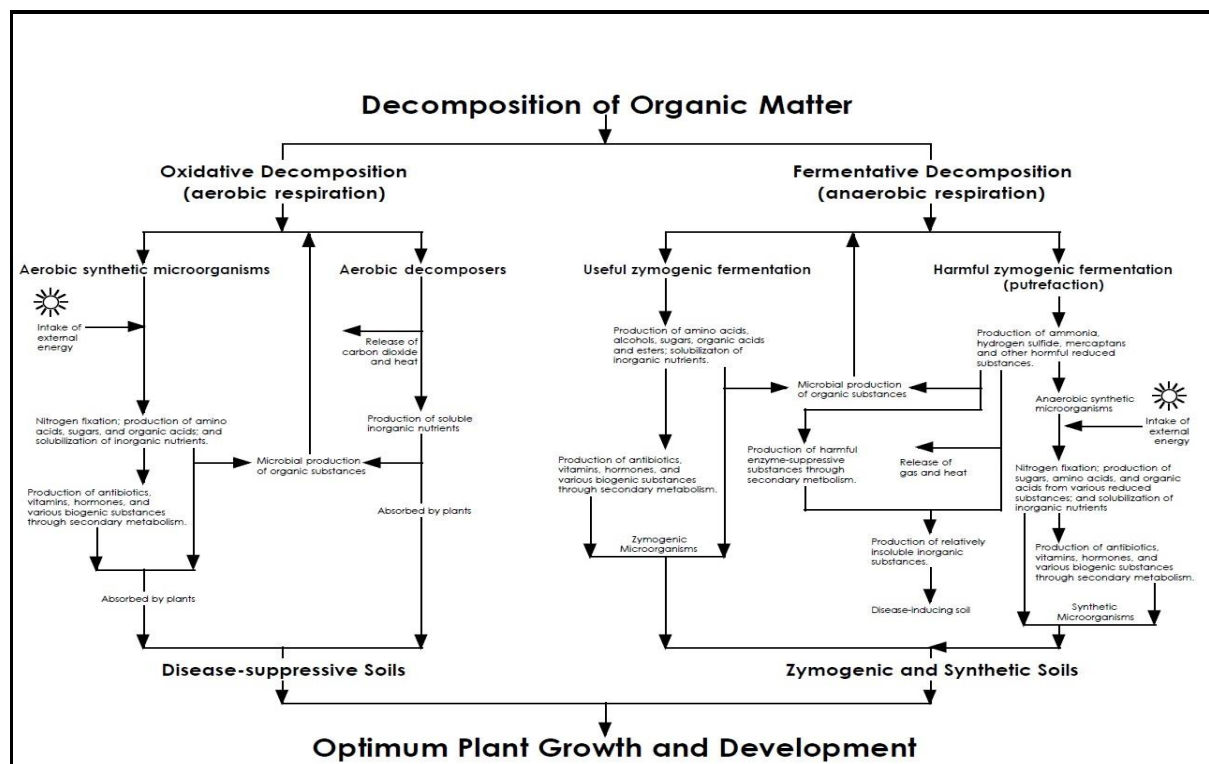 Decomposition of Organic Matter
Oxidative Decomposition
(aerobic respiration)
Fermentative Decomposition
(anaerobic respiration)
Aerobic synthetic microorganisms
Aerobic decomposers
Useful zymogenic fermentation
Harmful zymogenic fermentation
(putrefaction)
Intake of
external
energy
Release of
carbon dioxide
and heat
Production of amino acids,
alcohols, sugars, organic acids
and esters; solubilizaton of
inorganic nutrients.
Production of ammonia,
hydrogen sulfide, mercaptans
and other harmful reduced
substances.
Microbial production
of organic substances
Anaerobic synthetic
microorganisms
Intake of
external
energy
Nitrogen fixation; production of amino
acids, sugars, and organic acids; and
solubilization of inorganic nutrients.
Production of soluble
inorganic nutrients
Microbial production
of organic substances
Production of antibiotics,
vitamins, hormones, and
various biogenic substances
through secondary metabolism.
Production of harmful
enzyme-suppressive
substances through
secondary metbolism.
Release of
gas and heat
Nitrogen fixation; production of
sugars, amino acids, and organic
acids from various reduced
substances; and solubilization of
inorganic nutrients
Production of antibiotics,
vitamins, hormones, and
various biogenic substances
through secondary metabolism.
Absorbed by plants
Zymogenic
Microorganisms
Production of relatively
insoluble inorganic
substances.
Production of antibiotics,
vitamins, hormones, and
various biogenic substances
through secondary metabolism.
Absorbed by plants
Disease-inducing soil
Synthetic
Microorganisms
Disease-suppressive Soils
Zymogenic and Synthetic Soils
Optimum Plant Growth and Development